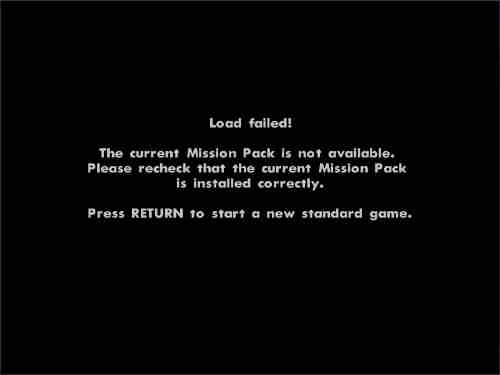 Load failed!
The current Mission Pack is not available.
Please recheck that the current Mission Pack
is installed correctly.
Press RETURN to start a new standard game.